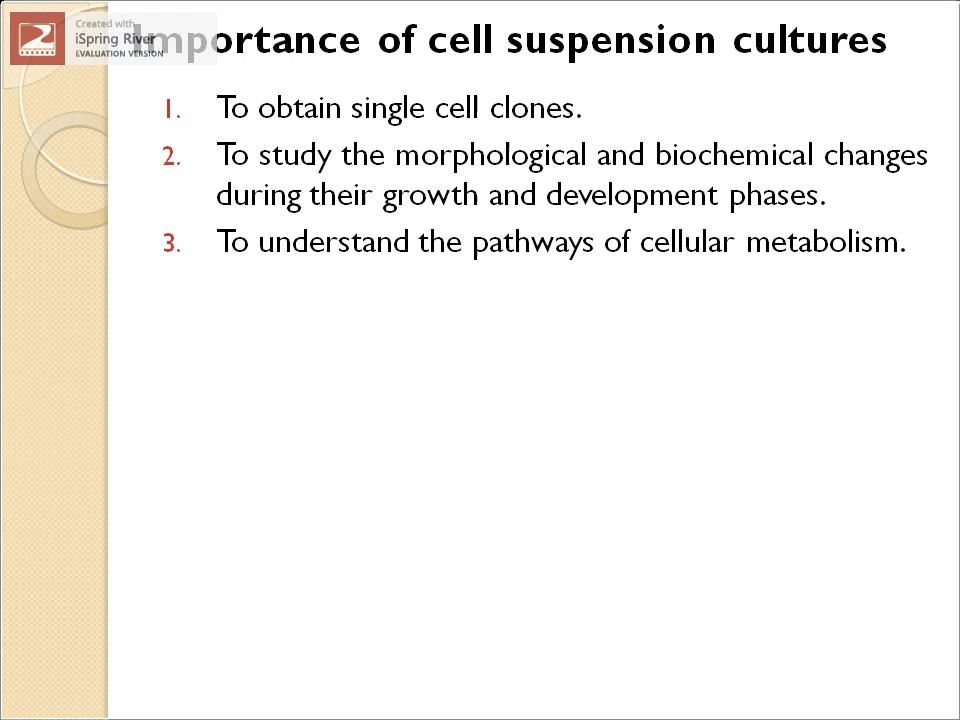 Created with
iSpring River
EVALUATION VERSION
Importance of cell suspension cultures
1. To obtain single cell clones.
2. To study the morphological and biochemical changes
during their growth and development phases.
3. To understand the pathways of cellular metabolism.